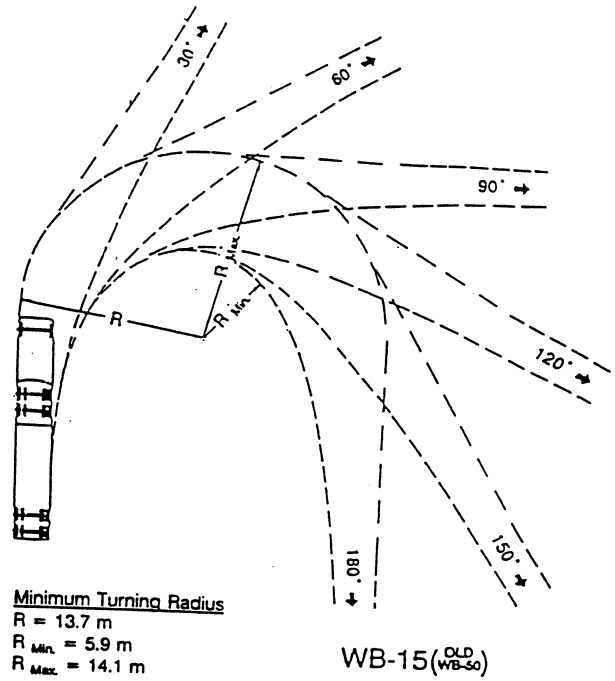 30°
60°
90°
R Max.
R
R Min.
120°
150°
180°
Minimum Turning Radius
R = 13.7 m
R Min. = 5.9 m
R Max. = 14.1 m
WB-15 (OLD WB-50)